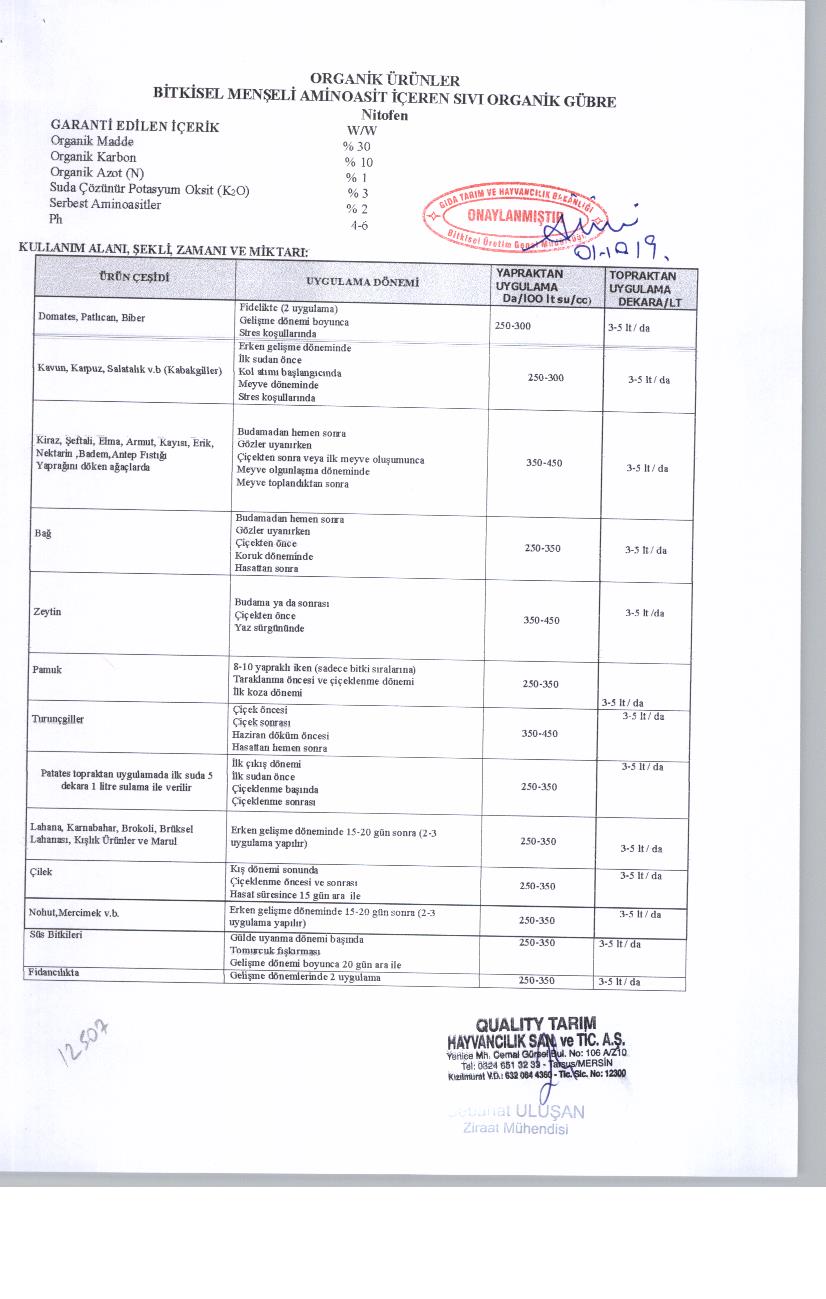 ORGANİK ÜRÜNLER
BİTKİSEL MENŞELİ AMİNOASİT İÇEREN SIVI ORGANİK GÜBRE
Nitofen
GARANTİ EDİLEN İÇERİK W/W
Organik Madde % 30
Organik Karbon % 10
Organik Azot (N) % 1
Suda Çözünür Potasyum Oksit (K₂O) % 3
Serbest Aminoasitler % 2
Ph 4-6
GIDA TARIM VE HAYVANCILIK BAKANLIĞI
ONAYLANMIŞTIR
Bitkisel Üretim Genel Müdürlüğü
KULLANIM ALANI, ŞEKLİ, ZAMANI VE MİKTARI:
ÜRÜN ÇEŞİDİ
UYGULAMA DÖNEMİ
YAPRAKTAN
UYGULAMA
Da/lOO lt su/cc)
TOPRAKTAN
UYGULAMA
DEKARA/LT
Domates, Patlıcan, Biber
Fidelikte (2 uygulama)
Gelişme dönemi boyunca
Stres koşullarında
250-300
3-5 lt / da
Kavun, Karpuz, Salatalık v.b (Kabakgiller)
Erken gelişme döneminde
İlk sudan önce
Kol atımı başlangıcında
Meyve döneminde
Stres koşullarında
250-300
3-5 lt / da
Kiraz, Şeftali, Elma, Armut, Kayısı, Erik,
Nektarin ,Badem,Antep Fıstığı
Yaprağını döken ağaçlarda
Budamadan hemen sonra
Gözler uyanırken
Çiçekten sonra veya ilk meyve oluşumunca
Meyve olgunlaşma döneminde
Meyve toplandıktan sonra
350-450
3-5 lt / da
Bağ
Budamadan hemen sonra
Gözler uyanırken
Çiçekten önce
Koruk döneminde
Hasattan sonra
250-350
3-5 lt / da
Zeytin
Budama ya da sonrası
Çiçekten önce
Yaz sürgününde
350-450
3-5 lt /da
Pamuk
8-10 yapraklı iken (sadece bitki sıralarına)
Taraklanma öncesi ve çiçeklenme dönemi
İlk koza dönemi
250-350
3-5 lt / da
Turunçgiller
Çiçek öncesi
Çiçek sonrası
Haziran döküm öncesi
Hasattan hemen sonra
350-450
3-5 lt / da
Patates topraktan uygulamada ilk suda 5
dekara 1 litre sulama ile verilir
İlk çıkış dönemi
İlk sudan önce
Çiçeklenme başında
Çiçeklenme sonrası
250-350
3-5 lt / da
Lahana, Karnabahar, Brokoli, Brüksel
Lahanası, Kışlık Ürünler ve Marul
Erken gelişme döneminde 15-20 gün sonra (2-3
uygulama yapılır)
250-350
3-5 lt / da
Çilek
Kış dönemi sonunda
Çiçeklenme öncesi ve sonrası
Hasat süresince 15 gün ara ile
250-350
3-5 lt / da
Nohut,Mercimek v.b.
Erken gelişme döneminde 15-20 gün sonra (2-3
uygulama yapılır)
250-350
3-5 lt / da
Süs Bitkileri
Gülde uyanma dönemi başında
Tomurcuk fışkırması
Gelişme dönemi boyunca 20 gün ara ile
250-350
3-5 lt / da
Fidancılıkta
Gelişme dönemlerinde 2 uygulama
250-350
3-5 lt / da
12507
QUALITY TARIM
HAYVANCILIK SAN. ve TİC. A.Ş.
Yenice Mh. Cemal Gürsel Bul. No: 106 A/Z10
Tel: 0324 651 32 33 - Tarsus/MERSİN
Kızılmurat V.D.: 632 064 4360 - Tic. Sic. No: 12300
ULUŞAN
Ziraat Mühendisi